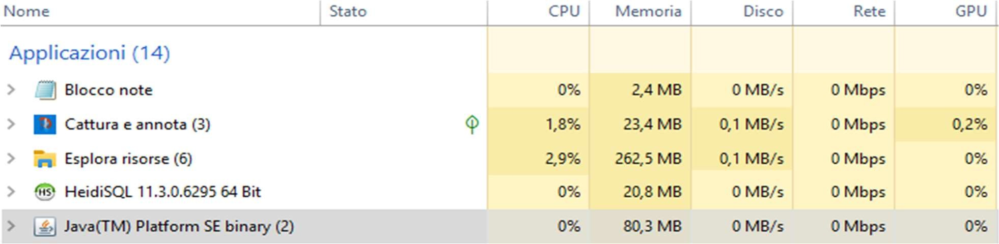 Nome Stato CPU Memoria Disco Rete GPU
Applicazioni (14)
Blocco note 0% 2,4 MB 0 MB/s 0 Mbps 0%
Cattura e annota (3) 1,8% 23,4 MB 0,1 MB/s 0 Mbps 0,2%
Esplora risorse (6) 2,9% 262,5 MB 0,1 MB/s 0 Mbps 0%
HS HeidiSQL 11.3.0.6295 64 Bit 0% 20,8 MB 0 MB/s 0 Mbps 0%
Java(TM) Platform SE binary (2) 0% 80,3 MB 0 MB/s 0 Mbps 0%